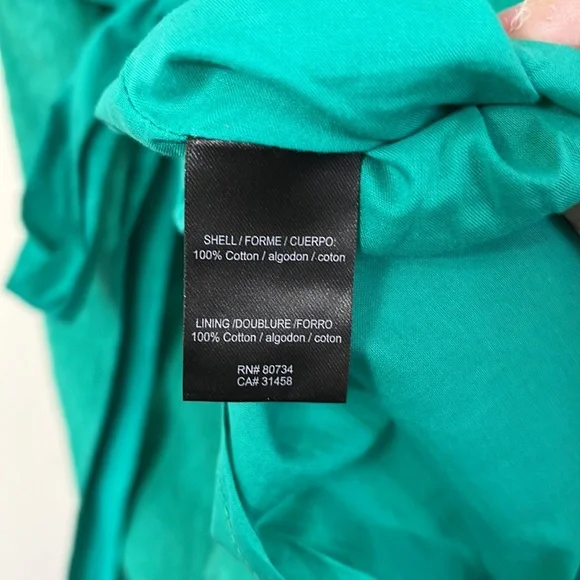 SHELL / FORME / CUERPO:
100% Cotton / algodon / coton
LINING /DOUBLURE /FORRO
100% Cotton / algodon / coton
RN# 80734
CA# 31458